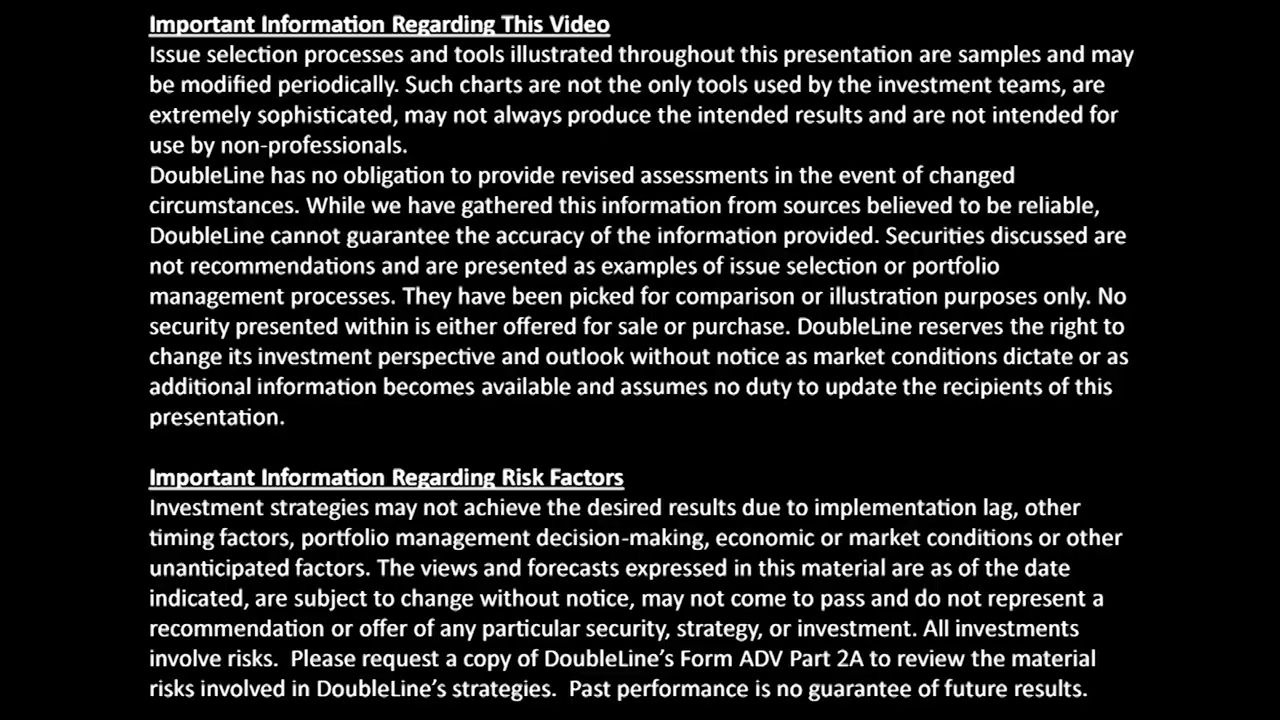 Important Information Regarding This Video
Issue selection processes and tools illustrated throughout this presentation are samples and may
be modified periodically. Such charts are not the only tools used by the investment teams, are
extremely sophisticated, may not always produce the intended results and are not intended for
use by non-professionals.
DoubleLine has no obligation to provide revised assessments in the event of changed
circumstances. While we have gathered this information from sources believed to be reliable,
DoubleLine cannot guarantee the accuracy of the information provided. Securities discussed are
not recommendations and are presented as examples of issue selection or portfolio
management processes. They have been picked for comparison or illustration purposes only. No
security presented within is either offered for sale or purchase. DoubleLine reserves the right to
change its investment perspective and outlook without notice as market conditions dictate or as
additional information becomes available and assumes no duty to update the recipients of this
presentation.
Important Information Regarding Risk Factors
Investment strategies may not achieve the desired results due to implementation lag, other
timing factors, portfolio management decision-making, economic or market conditions or other
unanticipated factors. The views and forecasts expressed in this material are as of the date
indicated, are subject to change without notice, may not come to pass and do not represent a
recommendation or offer of any particular security, strategy, or investment. All investments
involve risks.  Please request a copy of DoubleLine’s Form ADV Part 2A to review the material
risks involved in DoubleLine’s strategies.  Past performance is no guarantee of future results.